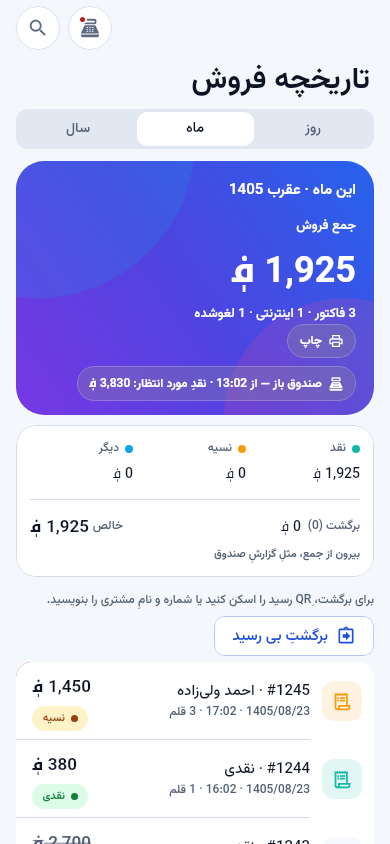 تاریخچه فروش
روز
ماه
سال
این ماه · عقرب 1405
جمع فروش
1,925 ؋
3 فاکتور · 1 اینترنتی · 1 لغوشده
چاپ
صندوق باز — از 13:02 · نقدِ مورد انتظار: 3,830 ؋
نقد
نسیه
دیگر
1,925 ؋
0 ؋
0 ؋
برگشت (0) 0 ؋
خالص 1,925 ؋
بیرون از جمع، مثلِ گزارشِ صندوق
برای برگشت، QR رسید را اسکن کنید یا شماره و نامِ مشتری را بنویسید.
برگشتِ بی رسید
#1245 · احمد ولی‌زاده
1,450 ؋
1405/08/23 · 17:02 · 3 قلم
نسیه
#1244 · نقدی
380 ؋
1405/08/23 · 16:02 · 1 قلم
نقدی
2,700 ؋